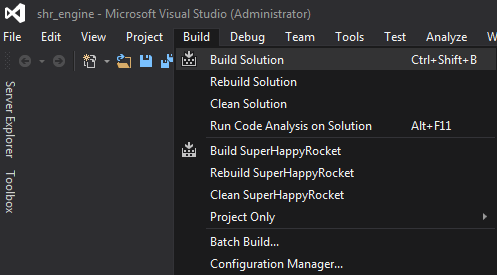 shr_engine - Microsoft Visual Studio (Administrator)
File Edit View Project Build Debug Team Tools Test Analyze W
Build Solution Ctrl+Shift+B
Rebuild Solution
Clean Solution
Run Code Analysis on Solution Alt+F11
Build SuperHappyRocket
Rebuild SuperHappyRocket
Clean SuperHappyRocket
Project Only
Batch Build...
Configuration Manager...
Server Explorer
Toolbox